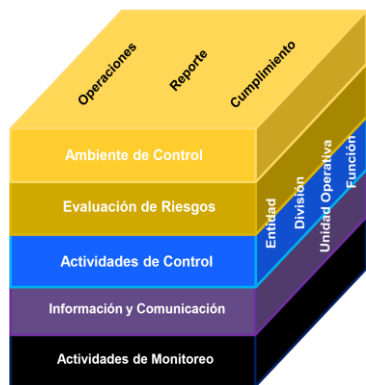 Operaciones
Reporte
Cumplimiento
Ambiente de Control
Evaluación de Riesgos
Actividades de Control
Información y Comunicación
Actividades de Monitoreo
Entidad
División
Unidad Operativa
Función